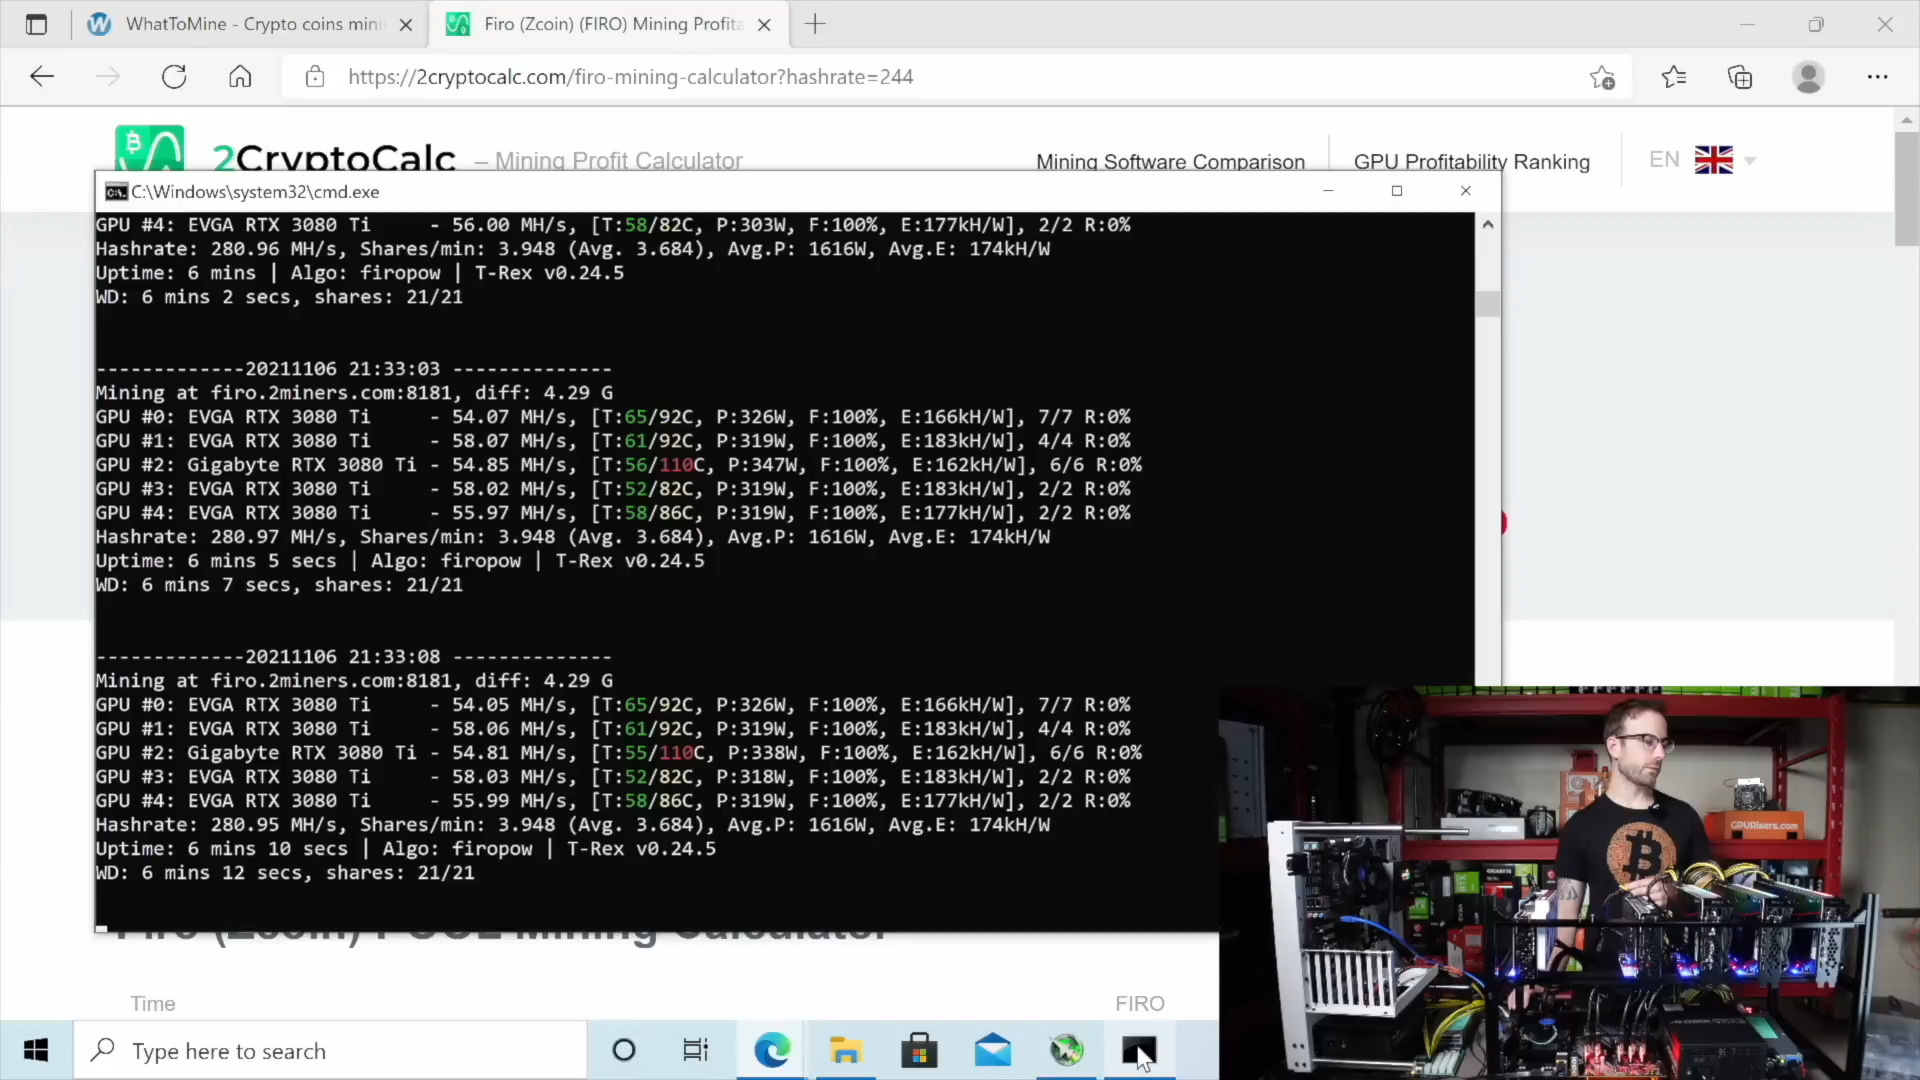 WhatToMine - Crypto coins mini
Firo (Zcoin) (FIRO) Mining Profita
https://2cryptocalc.com/firo-mining-calculator?hashrate=244
2CryptoCalc – Mining Profit Calculator
Mining Software Comparison
GPU Profitability Ranking
EN
C:\Windows\system32\cmd.exe
GPU #4: EVGA RTX 3080 Ti - 56.00 MH/s, [T:58/82C, P:303W, F:100%, E:177kH/W], 2/2 R:0%
Hashrate: 280.96 MH/s, Shares/min: 3.948 (Avg. 3.684), Avg.P: 1616W, Avg.E: 174kH/W
Uptime: 6 mins | Algo: firopow | T-Rex v0.24.5
WD: 6 mins 2 secs, shares: 21/21
-------------20211106 21:33:03 --------------
Mining at firo.2miners.com:8181, diff: 4.29 G
GPU #0: EVGA RTX 3080 Ti - 54.07 MH/s, [T:65/92C, P:326W, F:100%, E:166kH/W], 7/7 R:0%
GPU #1: EVGA RTX 3080 Ti - 58.07 MH/s, [T:61/92C, P:319W, F:100%, E:183kH/W], 4/4 R:0%
GPU #2: Gigabyte RTX 3080 Ti - 54.85 MH/s, [T:56/110C, P:347W, F:100%, E:162kH/W], 6/6 R:0%
GPU #3: EVGA RTX 3080 Ti - 58.02 MH/s, [T:52/82C, P:319W, F:100%, E:183kH/W], 2/2 R:0%
GPU #4: EVGA RTX 3080 Ti - 55.97 MH/s, [T:58/86C, P:319W, F:100%, E:177kH/W], 2/2 R:0%
Hashrate: 280.97 MH/s, Shares/min: 3.948 (Avg. 3.684), Avg.P: 1616W, Avg.E: 174kH/W
Uptime: 6 mins 5 secs | Algo: firopow | T-Rex v0.24.5
WD: 6 mins 7 secs, shares: 21/21
-------------20211106 21:33:08 --------------
Mining at firo.2miners.com:8181, diff: 4.29 G
GPU #0: EVGA RTX 3080 Ti - 54.05 MH/s, [T:65/92C, P:326W, F:100%, E:166kH/W], 7/7 R:0%
GPU #1: EVGA RTX 3080 Ti - 58.06 MH/s, [T:61/92C, P:319W, F:100%, E:183kH/W], 4/4 R:0%
GPU #2: Gigabyte RTX 3080 Ti - 54.81 MH/s, [T:55/110C, P:338W, F:100%, E:162kH/W], 6/6 R:0%
GPU #3: EVGA RTX 3080 Ti - 58.03 MH/s, [T:52/82C, P:318W, F:100%, E:183kH/W], 2/2 R:0%
GPU #4: EVGA RTX 3080 Ti - 55.99 MH/s, [T:58/86C, P:319W, F:100%, E:177kH/W], 2/2 R:0%
Hashrate: 280.95 MH/s, Shares/min: 3.948 (Avg. 3.684), Avg.P: 1616W, Avg.E: 174kH/W
Uptime: 6 mins 10 secs | Algo: firopow | T-Rex v0.24.5
WD: 6 mins 12 secs, shares: 21/21
Firo (Zcoin) POOL Mining Calculator
Time
FIRO
GPURisers.com
Type here to search